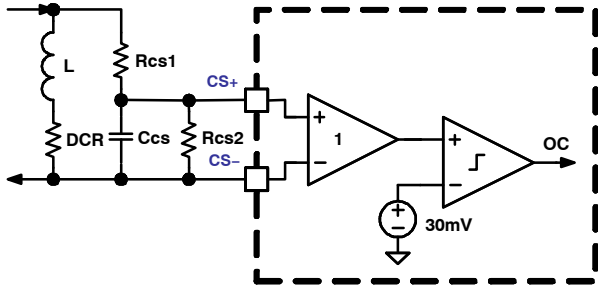 L
Rcs1
CS+
DCR
Ccs
Rcs2
CS−
+
−
1
+
−
OC
+
−
30mV